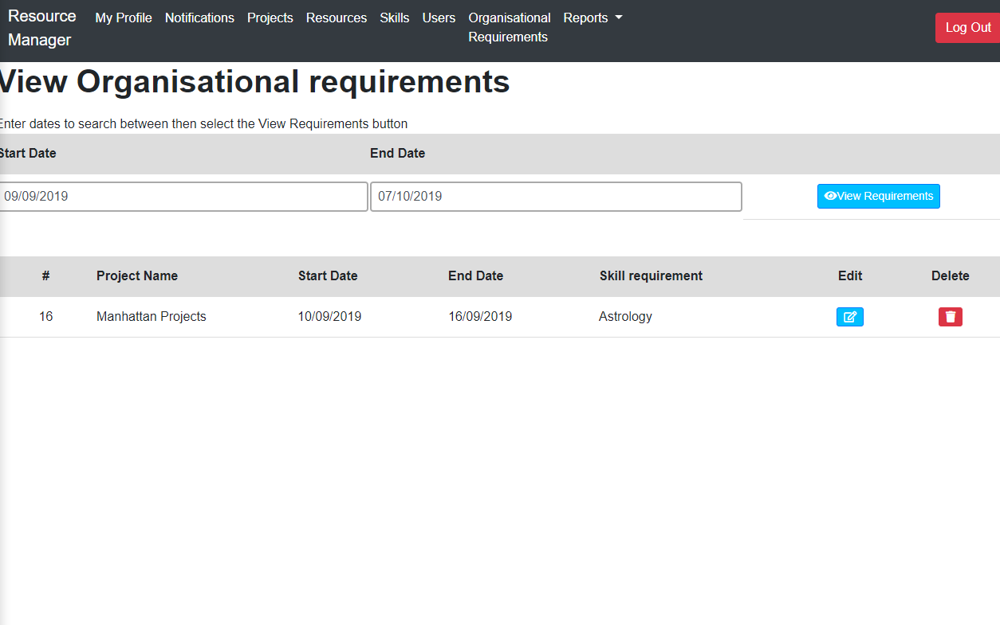 Resource
Manager
My Profile Notifications Projects Resources Skills Users Organisational
Requirements
Reports
Log Out
View Organisational requirements
Enter dates to search between then select the View Requirements button
Start Date End Date
09/09/2019 07/10/2019 View Requirements
# Project Name Start Date End Date Skill requirement Edit Delete
16 Manhattan Projects 10/09/2019 16/09/2019 Astrology